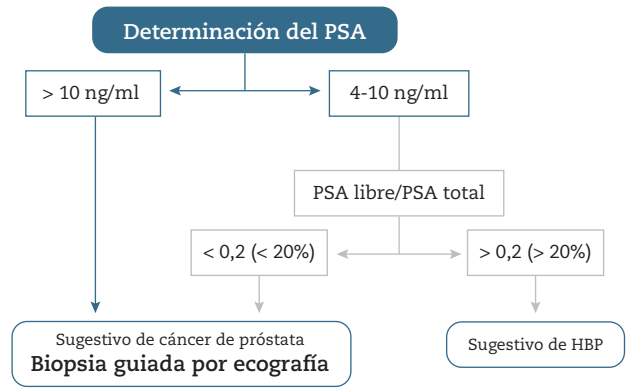 Determinación del PSA
> 10 ng/ml
4-10 ng/ml
PSA libre/PSA total
< 0,2 (< 20%)
> 0,2 (> 20%)
Sugestivo de cáncer de próstata
Biopsia guiada por ecografía
Sugestivo de HBP